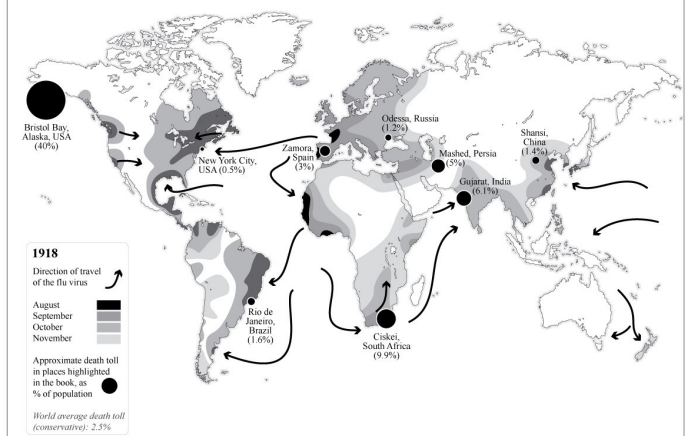 Bristol Bay,
Alaska, USA
(40%)
New York City,
USA (0.5%)
Zamora,
Spain
(3%)
Odessa, Russia
(1.2%)
Mashed, Persia
(5%)
Shansi,
China
(1.4%)
Gujarat, India
(6.1%)
Rio de
Janeiro,
Brazil
(1.6%)
Ciskei,
South Africa
(9.9%)
1918
Direction of travel
of the flu virus
August
September
October
November
Approximate death toll
in places highlighted
in the book, as
% of population
World average death toll
(conservative): 2.5%